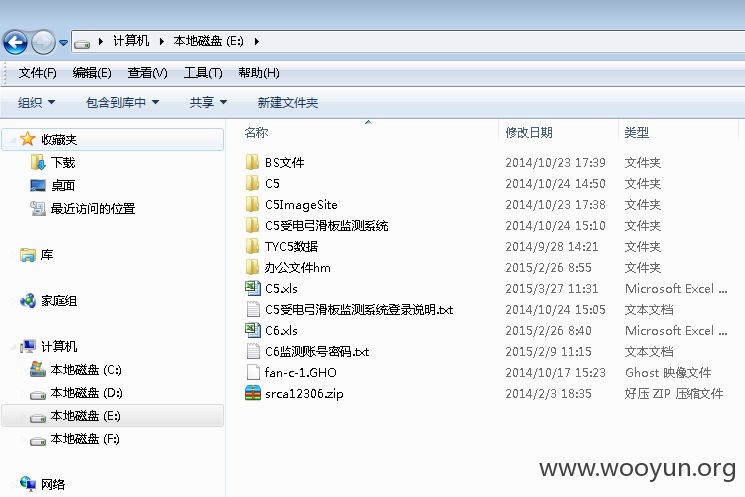 计算机 本地磁盘 (E:)
文件(F) 编辑(E) 查看(V) 工具(T) 帮助(H)
组织 包含到库中 共享 新建文件夹
名称 修改日期 类型
收藏夹
下载
桌面
最近访问的位置
库
家庭组
计算机
本地磁盘 (C:)
本地磁盘 (D:)
本地磁盘 (E:)
本地磁盘 (F:)
网络
BS文件 2014/10/23 17:39 文件夹
C5 2014/10/24 14:50 文件夹
C5ImageSite 2014/10/23 17:38 文件夹
C5受电弓滑板监测系统 2014/10/24 15:10 文件夹
TYC5数据 2014/9/28 14:21 文件夹
办公文件hm 2015/2/26 8:55 文件夹
C5.xls 2015/3/27 11:31 Microsoft Excel ...
C5受电弓滑板监测系统登录说明.txt 2014/10/24 15:05 文本文档
C6.xls 2015/2/26 8:40 Microsoft Excel ...
C6监测账号密码.txt 2015/2/9 11:15 文本文档
fan-c-1.GHO 2014/10/17 15:23 Ghost 映像文件
srca12306.zip 2014/2/3 18:35 好压 ZIP 压缩文件
www.wooyun.org